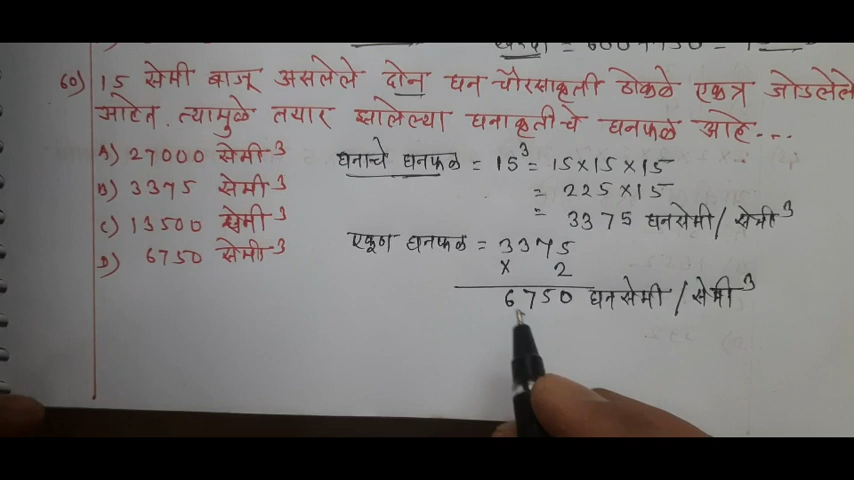 60) 15 सेमी बाजू असलेले दोन घन चौरसाकृती ठोकळे एकत्र जोडलेले
आहेत. त्यामुळे तयार झालेल्या घनाकृतीचे घनफळ आहे...
A) 27000 सेमी³
B) 3375 सेमी³
C) 13500 सेमी³
D) 6750 सेमी³
घनाचे घनफळ = 15³ = 15×15×15
= 225×15
= 3375 घनसेमी/सेमी³
एकूण घनफळ = 3375
× 2
6750 घनसेमी/सेमी³